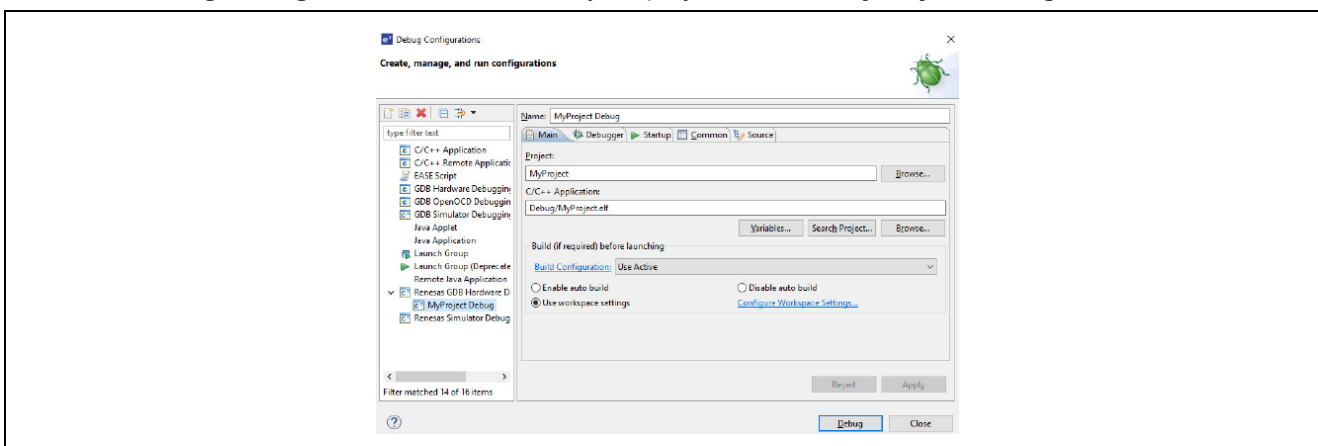 Debug Configurations
Create, manage, and run configurations
type filter text
C/C++ Application
C/C++ Remote Applicatic
EASE Script
GDB Hardware Debugging
GDB OpenOCD Debuggin
GDB Simulator Debugging
Java Applet
Java Application
Launch Group
Launch Group (Deprecate
Remote Java Application
Renesas GDB Hardware D
MyProject Debug
Renesas Simulator Debug
Filter matched 14 of 16 items
Name: MyProject Debug
Main Debugger Startup Common Source
Project:
MyProject Browse...
C/C++ Application:
Debug/MyProject.elf
Variables... Search Project... Browse...
Build (if required) before launching
Build Configuration: Use Active
Enable auto build Disable auto build
Use workspace settings Configure Workspace Settings...
Revert Apply
Debug Close